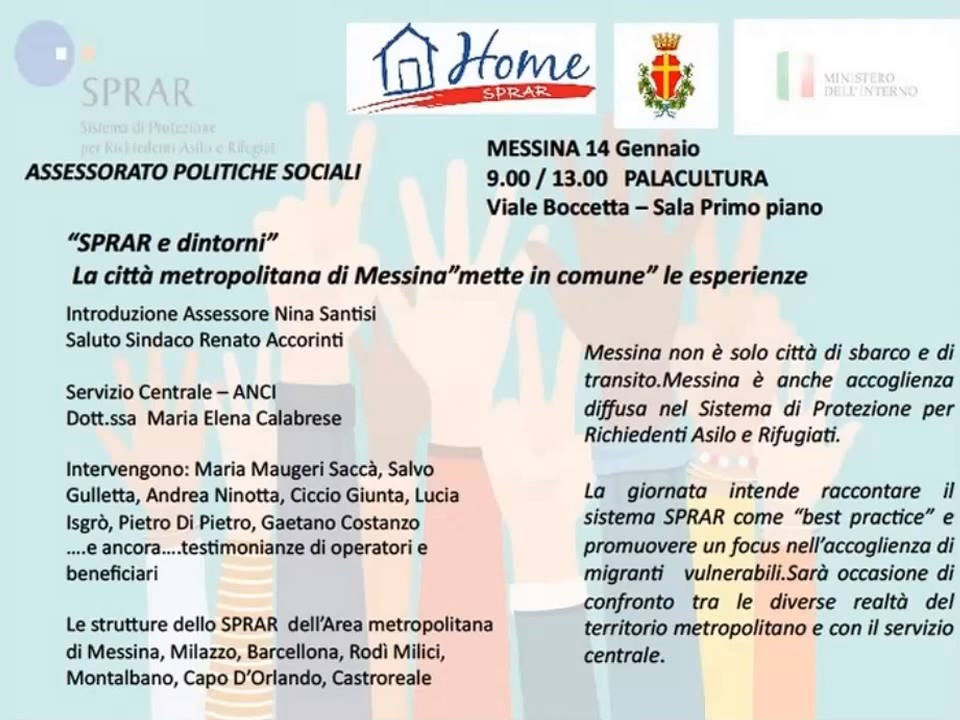 SPRAR
Sistema di Protezione
per Richiedenti Asilo e Rifugiati
Home
SPRAR
MINISTERO
DELL'INTERNO
ASSESSORATO POLITICHE SOCIALI
MESSINA 14 Gennaio
9.00 / 13.00 PALACULTURA
Viale Boccetta – Sala Primo piano
“SPRAR e dintorni”
La città metropolitana di Messina”mette in comune” le esperienze
Introduzione Assessore Nina Santisi
Saluto Sindaco Renato Accorinti
Servizio Centrale – ANCI
Dott.ssa Maria Elena Calabrese
Intervengono: Maria Maugeri Saccà, Salvo
Gulletta, Andrea Ninotta, Ciccio Giunta, Lucia
Isgrò, Pietro Di Pietro, Gaetano Costanzo
….e ancora….testimonianze di operatori e
beneficiari
Le strutture dello SPRAR dell’Area metropolitana
di Messina, Milazzo, Barcellona, Rodì Milici,
Montalbano, Capo D’Orlando, Castroreale
Messina non è solo città di sbarco e di
transito.Messina è anche accoglienza
diffusa nel Sistema di Protezione per
Richiedenti Asilo e Rifugiati.
La giornata intende raccontare il
sistema SPRAR come “best practice” e
promuovere un focus nell’accoglienza di
migranti vulnerabili.Sarà occasione di
confronto tra le diverse realtà del
territorio metropolitano e con il servizio
centrale.